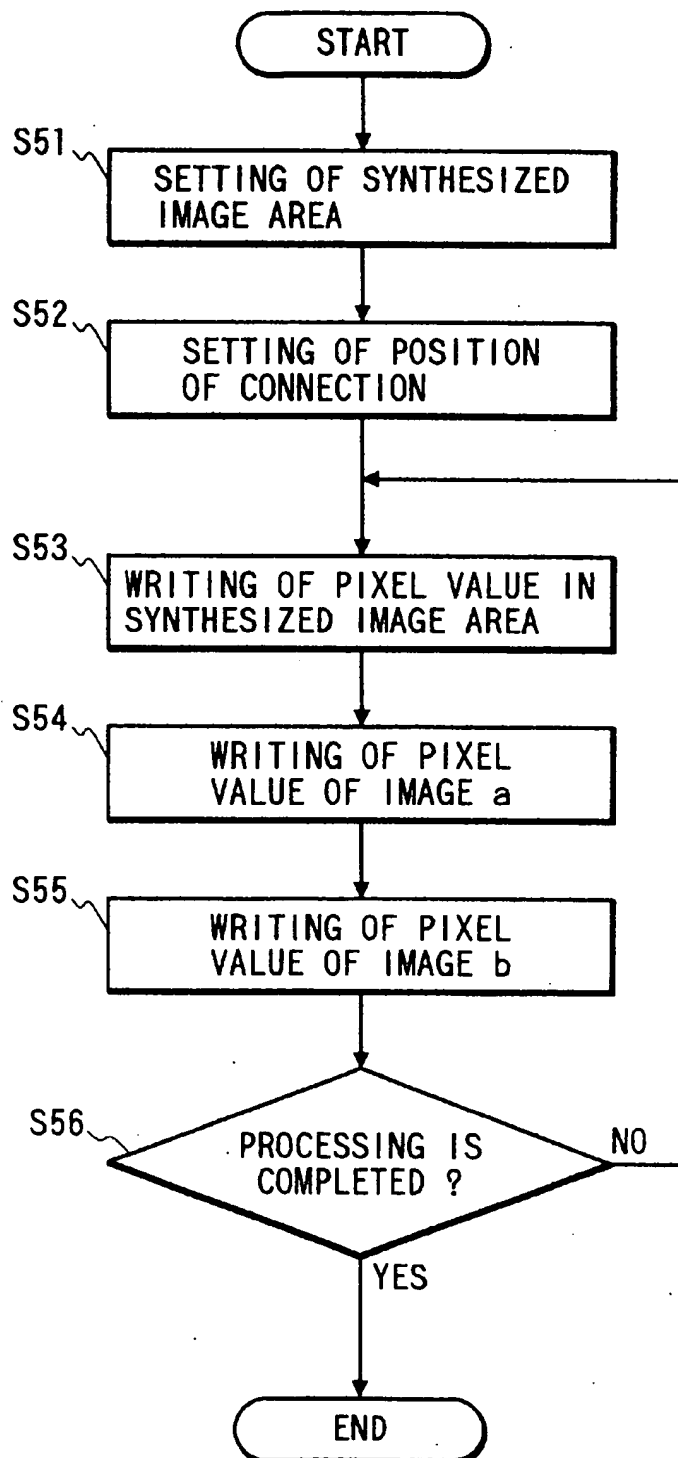 START
S51
SETTING OF SYNTHESIZED
IMAGE AREA
S52
SETTING OF POSITION
OF CONNECTION
S53
WRITING OF PIXEL VALUE IN
SYNTHESIZED IMAGE AREA
S54
WRITING OF PIXEL
VALUE OF IMAGE a
S55
WRITING OF PIXEL
VALUE OF IMAGE b
S56
PROCESSING IS
COMPLETED ?
NO
YES
END